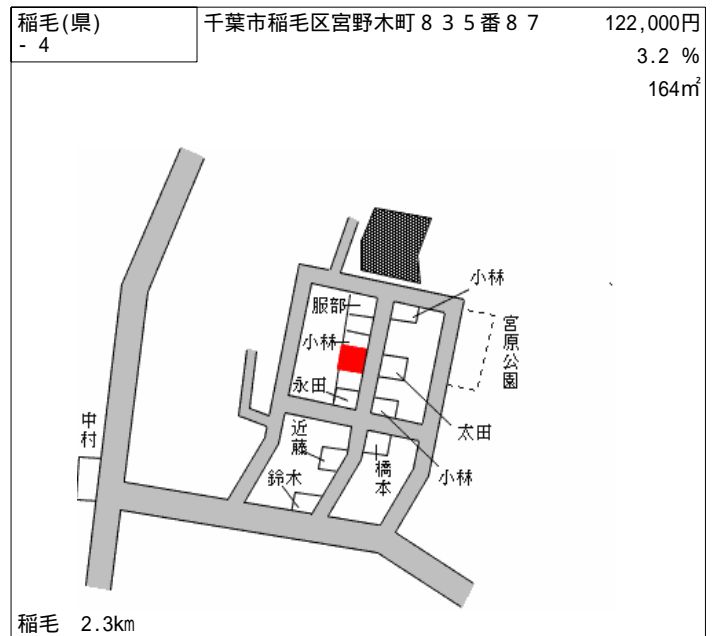 稲毛(県)
- 4
千葉市稲毛区宮野木町８３５番８７
122,000円
3.2 %
164㎡
小林
服部
宮原公園
小林
永田
太田
中村
近藤
小林
橋本
鈴木
稲毛 2.3㎞